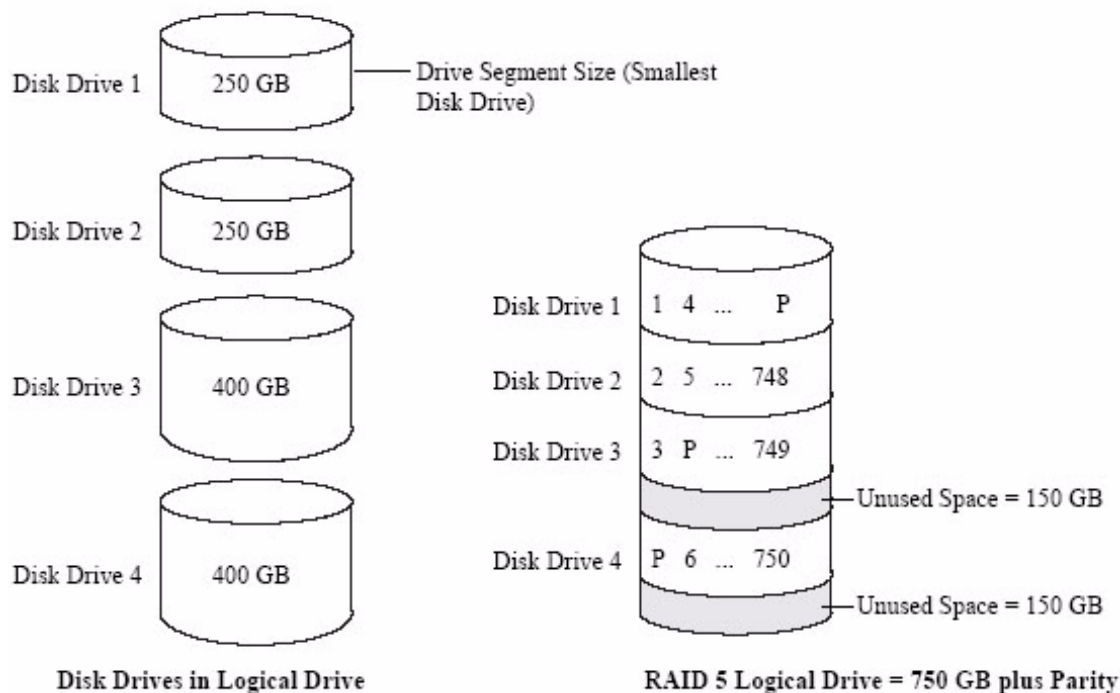 Disk Drive 1
250 GB
Drive Segment Size (Smallest
Disk Drive)
Disk Drive 2
250 GB
Disk Drive 3
400 GB
Disk Drive 4
400 GB
Disk Drives in Logical Drive
Disk Drive 1
1 4 ... P
Disk Drive 2
2 5 ... 748
Disk Drive 3
3 P ... 749
Unused Space = 150 GB
Disk Drive 4
P 6 ... 750
Unused Space = 150 GB
RAID 5 Logical Drive = 750 GB plus Parity